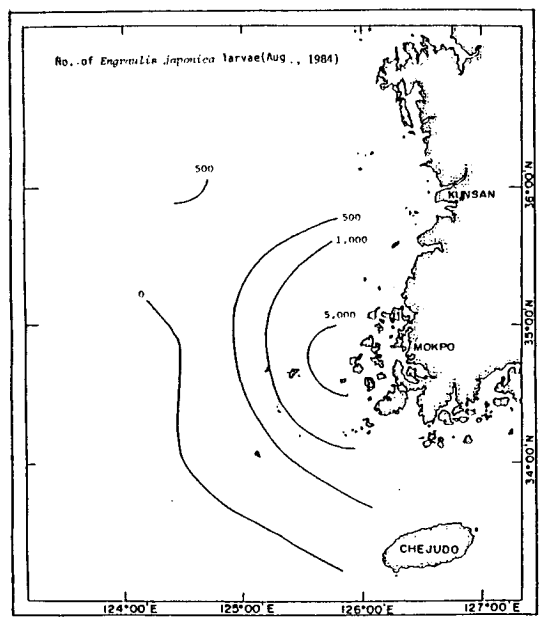 No. of Engraulis japonica larvae(Aug., 1984)
500
KUNSAN
36°00'N
500
1,000
0
5,000
35°00'N
MOKPO
34°00'N
CHEJUDO
124°00'E
125°00'E
126°00'E
127°00'E